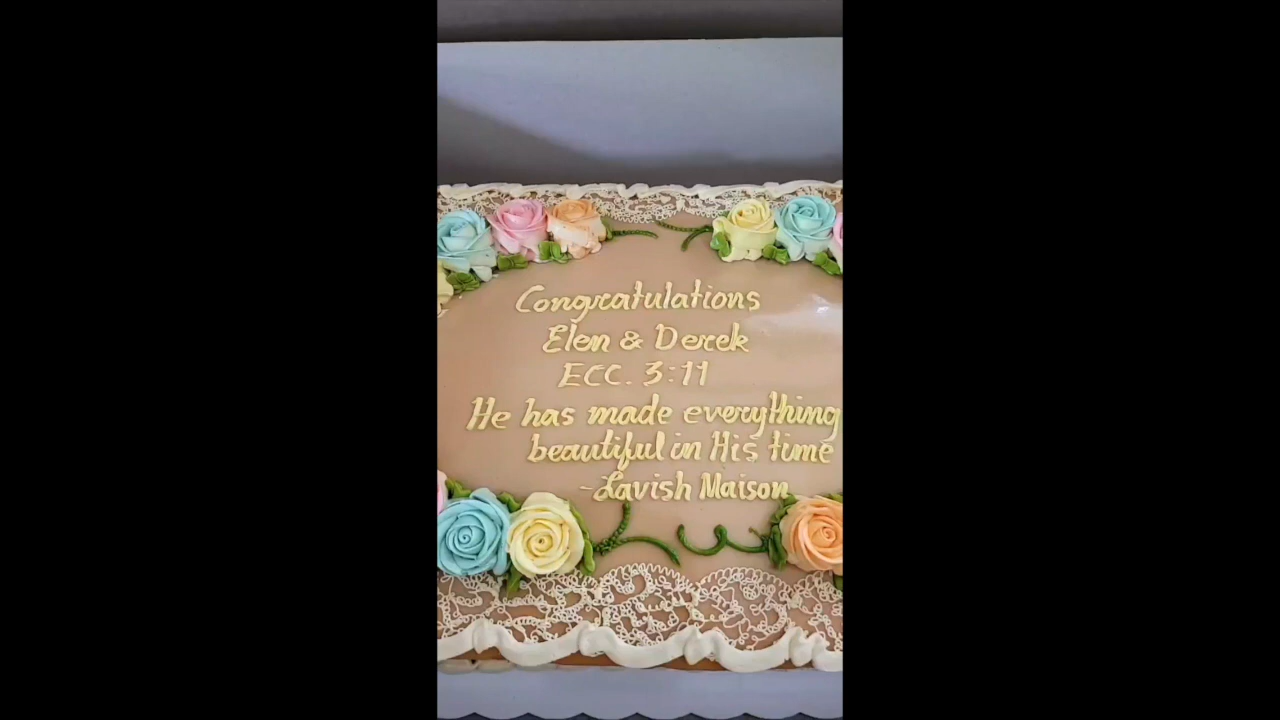 Congratulations
Elen & Derek
ECC. 3:11
He has made everything
beautiful in His time
-Lavish Maison